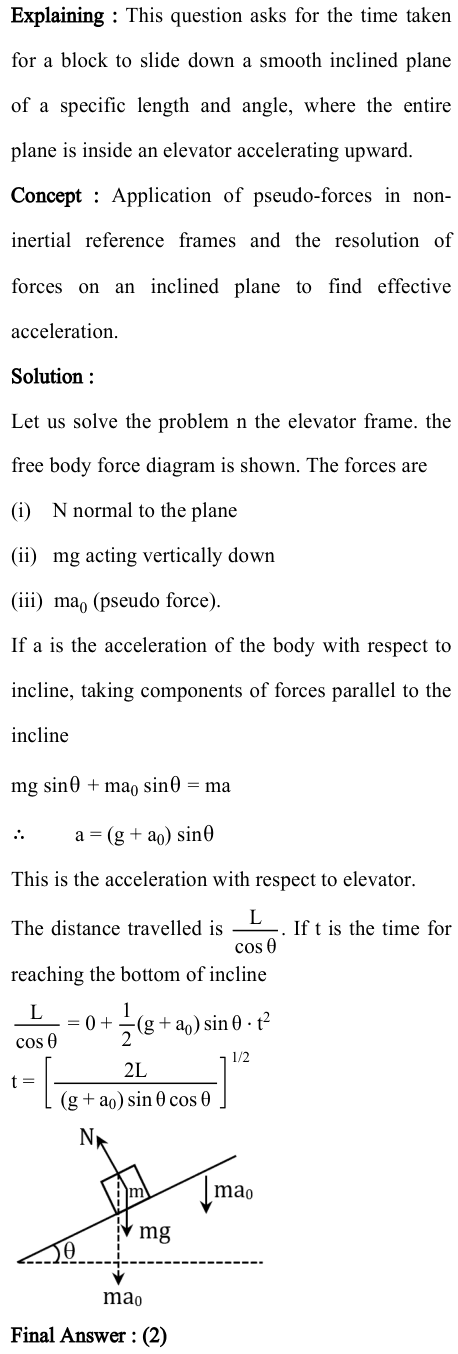 Explaining : This question asks for the time taken
for a block to slide down a smooth inclined plane
of a specific length and angle, where the entire
plane is inside an elevator accelerating upward.
Concept : Application of pseudo-forces in non-
inertial reference frames and the resolution of
forces on an inclined plane to find effective
acceleration.
Solution :
Let us solve the problem n the elevator frame. the
free body force diagram is shown. The forces are
(i) N normal to the plane
(ii) mg acting vertically down
(iii) ma₀ (pseudo force).
If a is the acceleration of the body with respect to
incline, taking components of forces parallel to the
incline
mg sinθ + ma₀ sinθ = ma
∴ a = (g + a₀) sinθ
This is the acceleration with respect to elevator.
The distance travelled is L/cos θ. If t is the time for
reaching the bottom of incline
L/cos θ = 0 + 1/2 (g + a₀) sin θ · t²
t = [2L/((g + a₀) sin θ cos θ)]^1/2
N
m
ma₀
mg
θ
ma₀
Final Answer : (2)